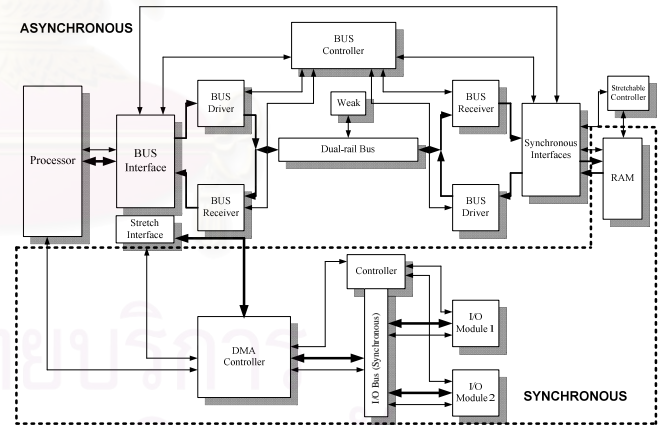 ASYNCHRONOUS
BUS
Controller
Stretchable
Controller
BUS
Driver
Weak
BUS
Receiver
Processor
BUS
Interface
Dual-rail Bus
Synchronous
Interfaces
RAM
BUS
Receiver
BUS
Driver
Stretch
Interface
Controller
DMA
Controller
I/O Bus (Synchronous)
I/O
Module 1
I/O
Module 2
SYNCHRONOUS